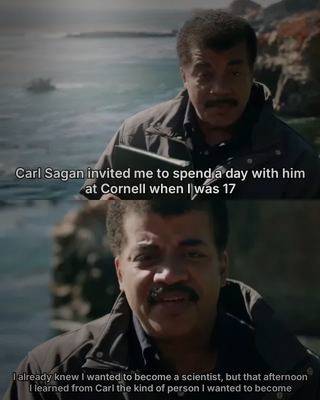 Carl Sagan invited me to spend a day with him
at Cornell when I was 17
I already knew I wanted to become a scientist, but that afternoon
I learned from Carl the kind of person I wanted to become